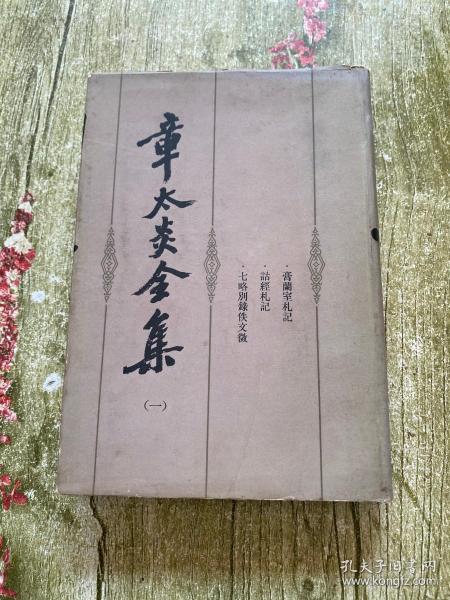 章太炎全集
(一)
·膏蘭室札記
·詁經札記
·七略別錄佚文徵
孔夫子旧书网
www.kongfz.com